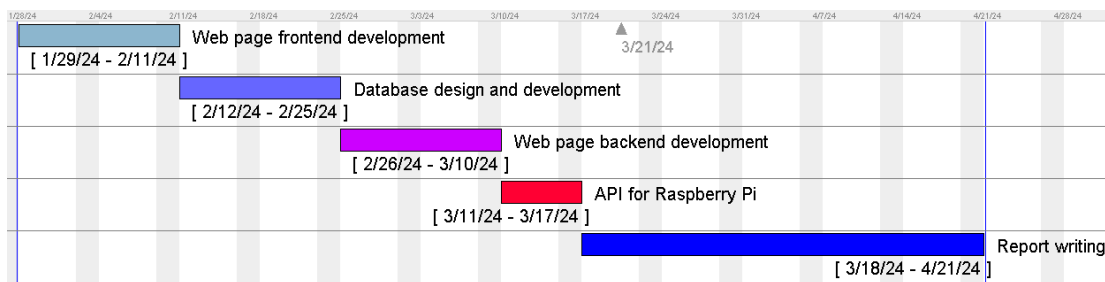 1/28/24 2/4/24 2/11/24 2/18/24 2/25/24 3/3/24 3/10/24 3/17/24 3/24/24 3/31/24 4/7/24 4/14/24 4/21/24 4/28/24
Web page frontend development
3/21/24
[ 1/29/24 - 2/11/24 ]
Database design and development
[ 2/12/24 - 2/25/24 ]
Web page backend development
[ 2/26/24 - 3/10/24 ]
API for Raspberry Pi
[ 3/11/24 - 3/17/24 ]
Report writing
[ 3/18/24 - 4/21/24 ]